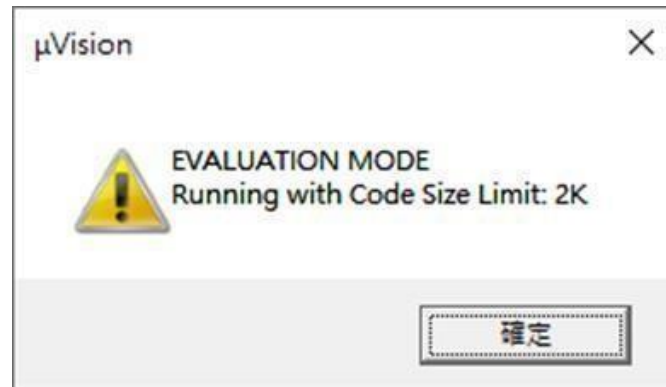 µVision
EVALUATION MODE
Running with Code Size Limit: 2K
確定